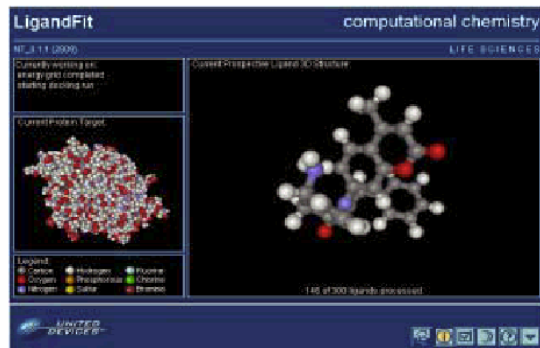 LigandFit
computational chemistry
LIFE SCIENCES
Currently working on:
energy grid completed
starting docking run
Current Prospective Ligand 3D Structure:
Current Protein Target:
Legend:
Carbon Hydrogen Fluorine
Oxygen Phosphorous Chlorine
Nitrogen Sulfur Bromine
146 of 300 ligands processed
UNITED
DEVICES